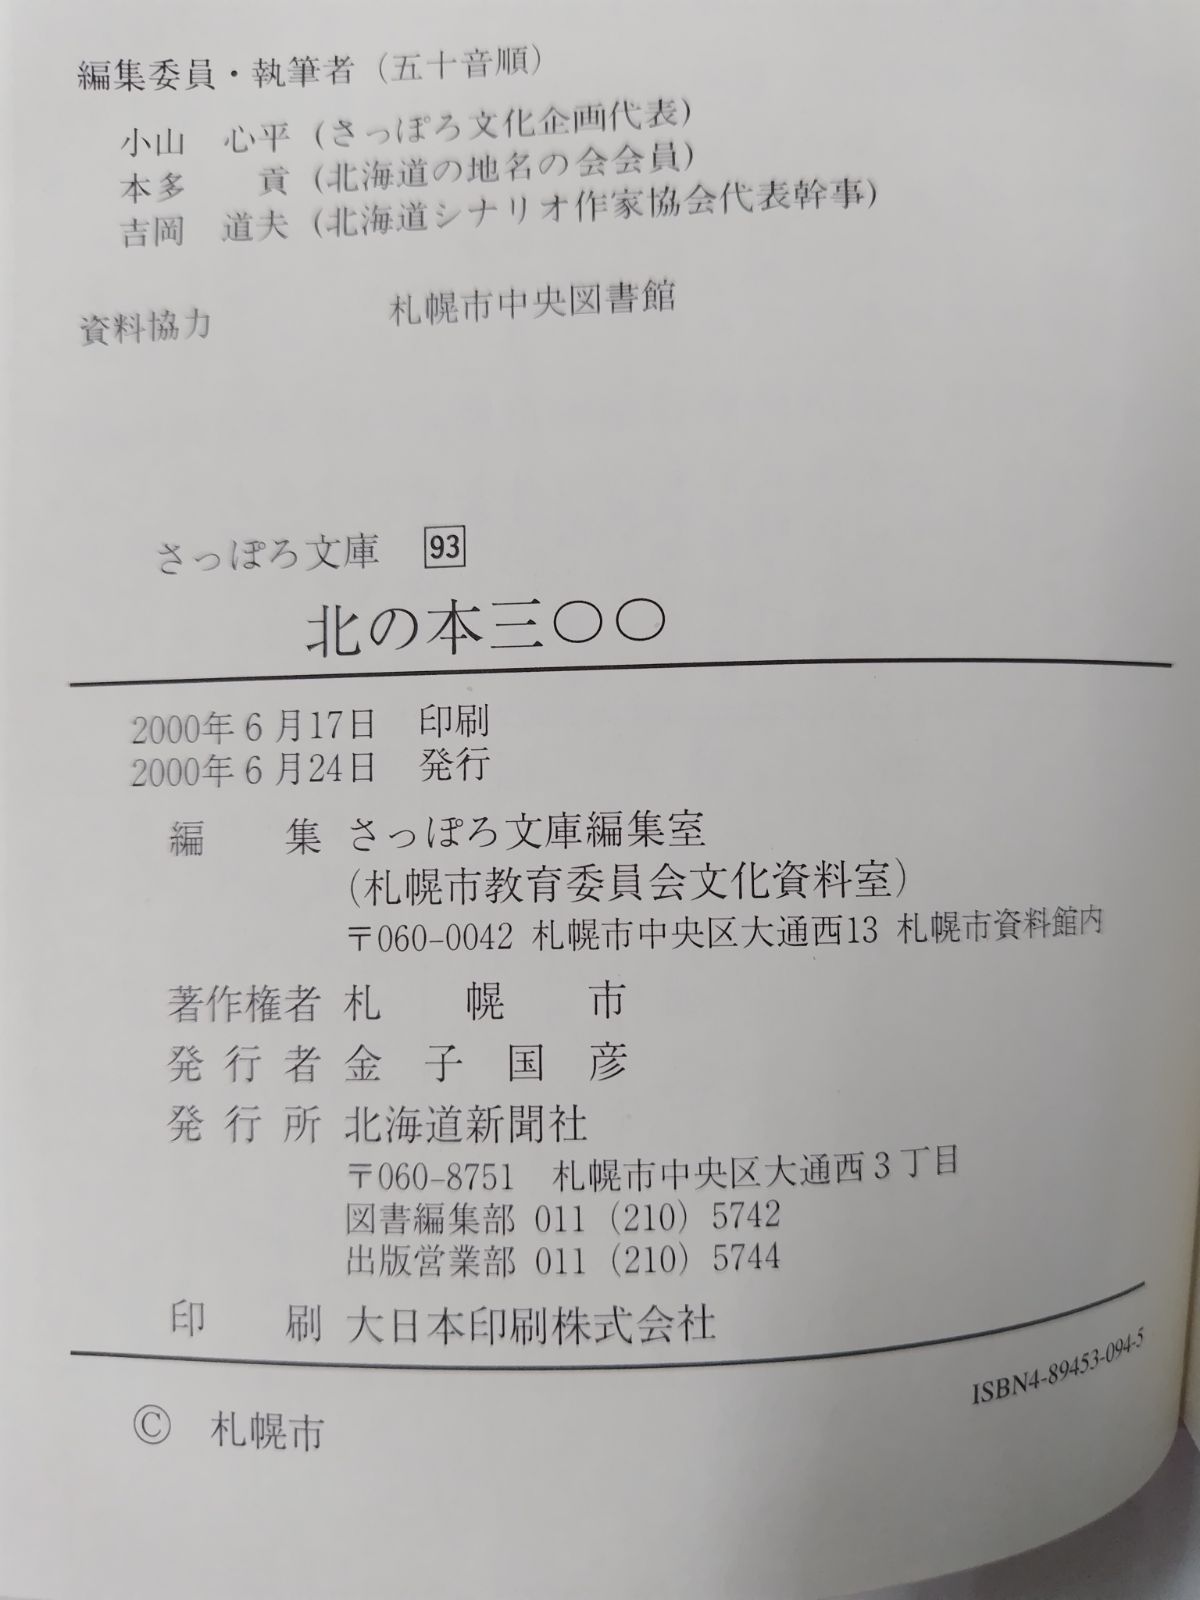 編集委員・執筆者（五十音順）
小山 心平（さっぽろ文化企画代表）
本多 貢（北海道の地名の会会員）
吉岡 道夫（北海道シナリオ作家協会代表幹事）
資料協力 札幌市中央図書館
さっぽろ文庫 93
北の本三〇〇
2000年6月17日 印刷
2000年6月24日 発行
編集 さっぽろ文庫編集室
（札幌市教育委員会文化資料室）
〒060-0042 札幌市中央区大通西13 札幌市資料館内
著作権者 札幌市
発行者 金子国彦
発行所 北海道新聞社
〒060-8751 札幌市中央区大通西3丁目
図書編集部 011（210）5742
出版営業部 011（210）5744
印刷 大日本印刷株式会社
ISBN4-89453-094-5
© 札幌市